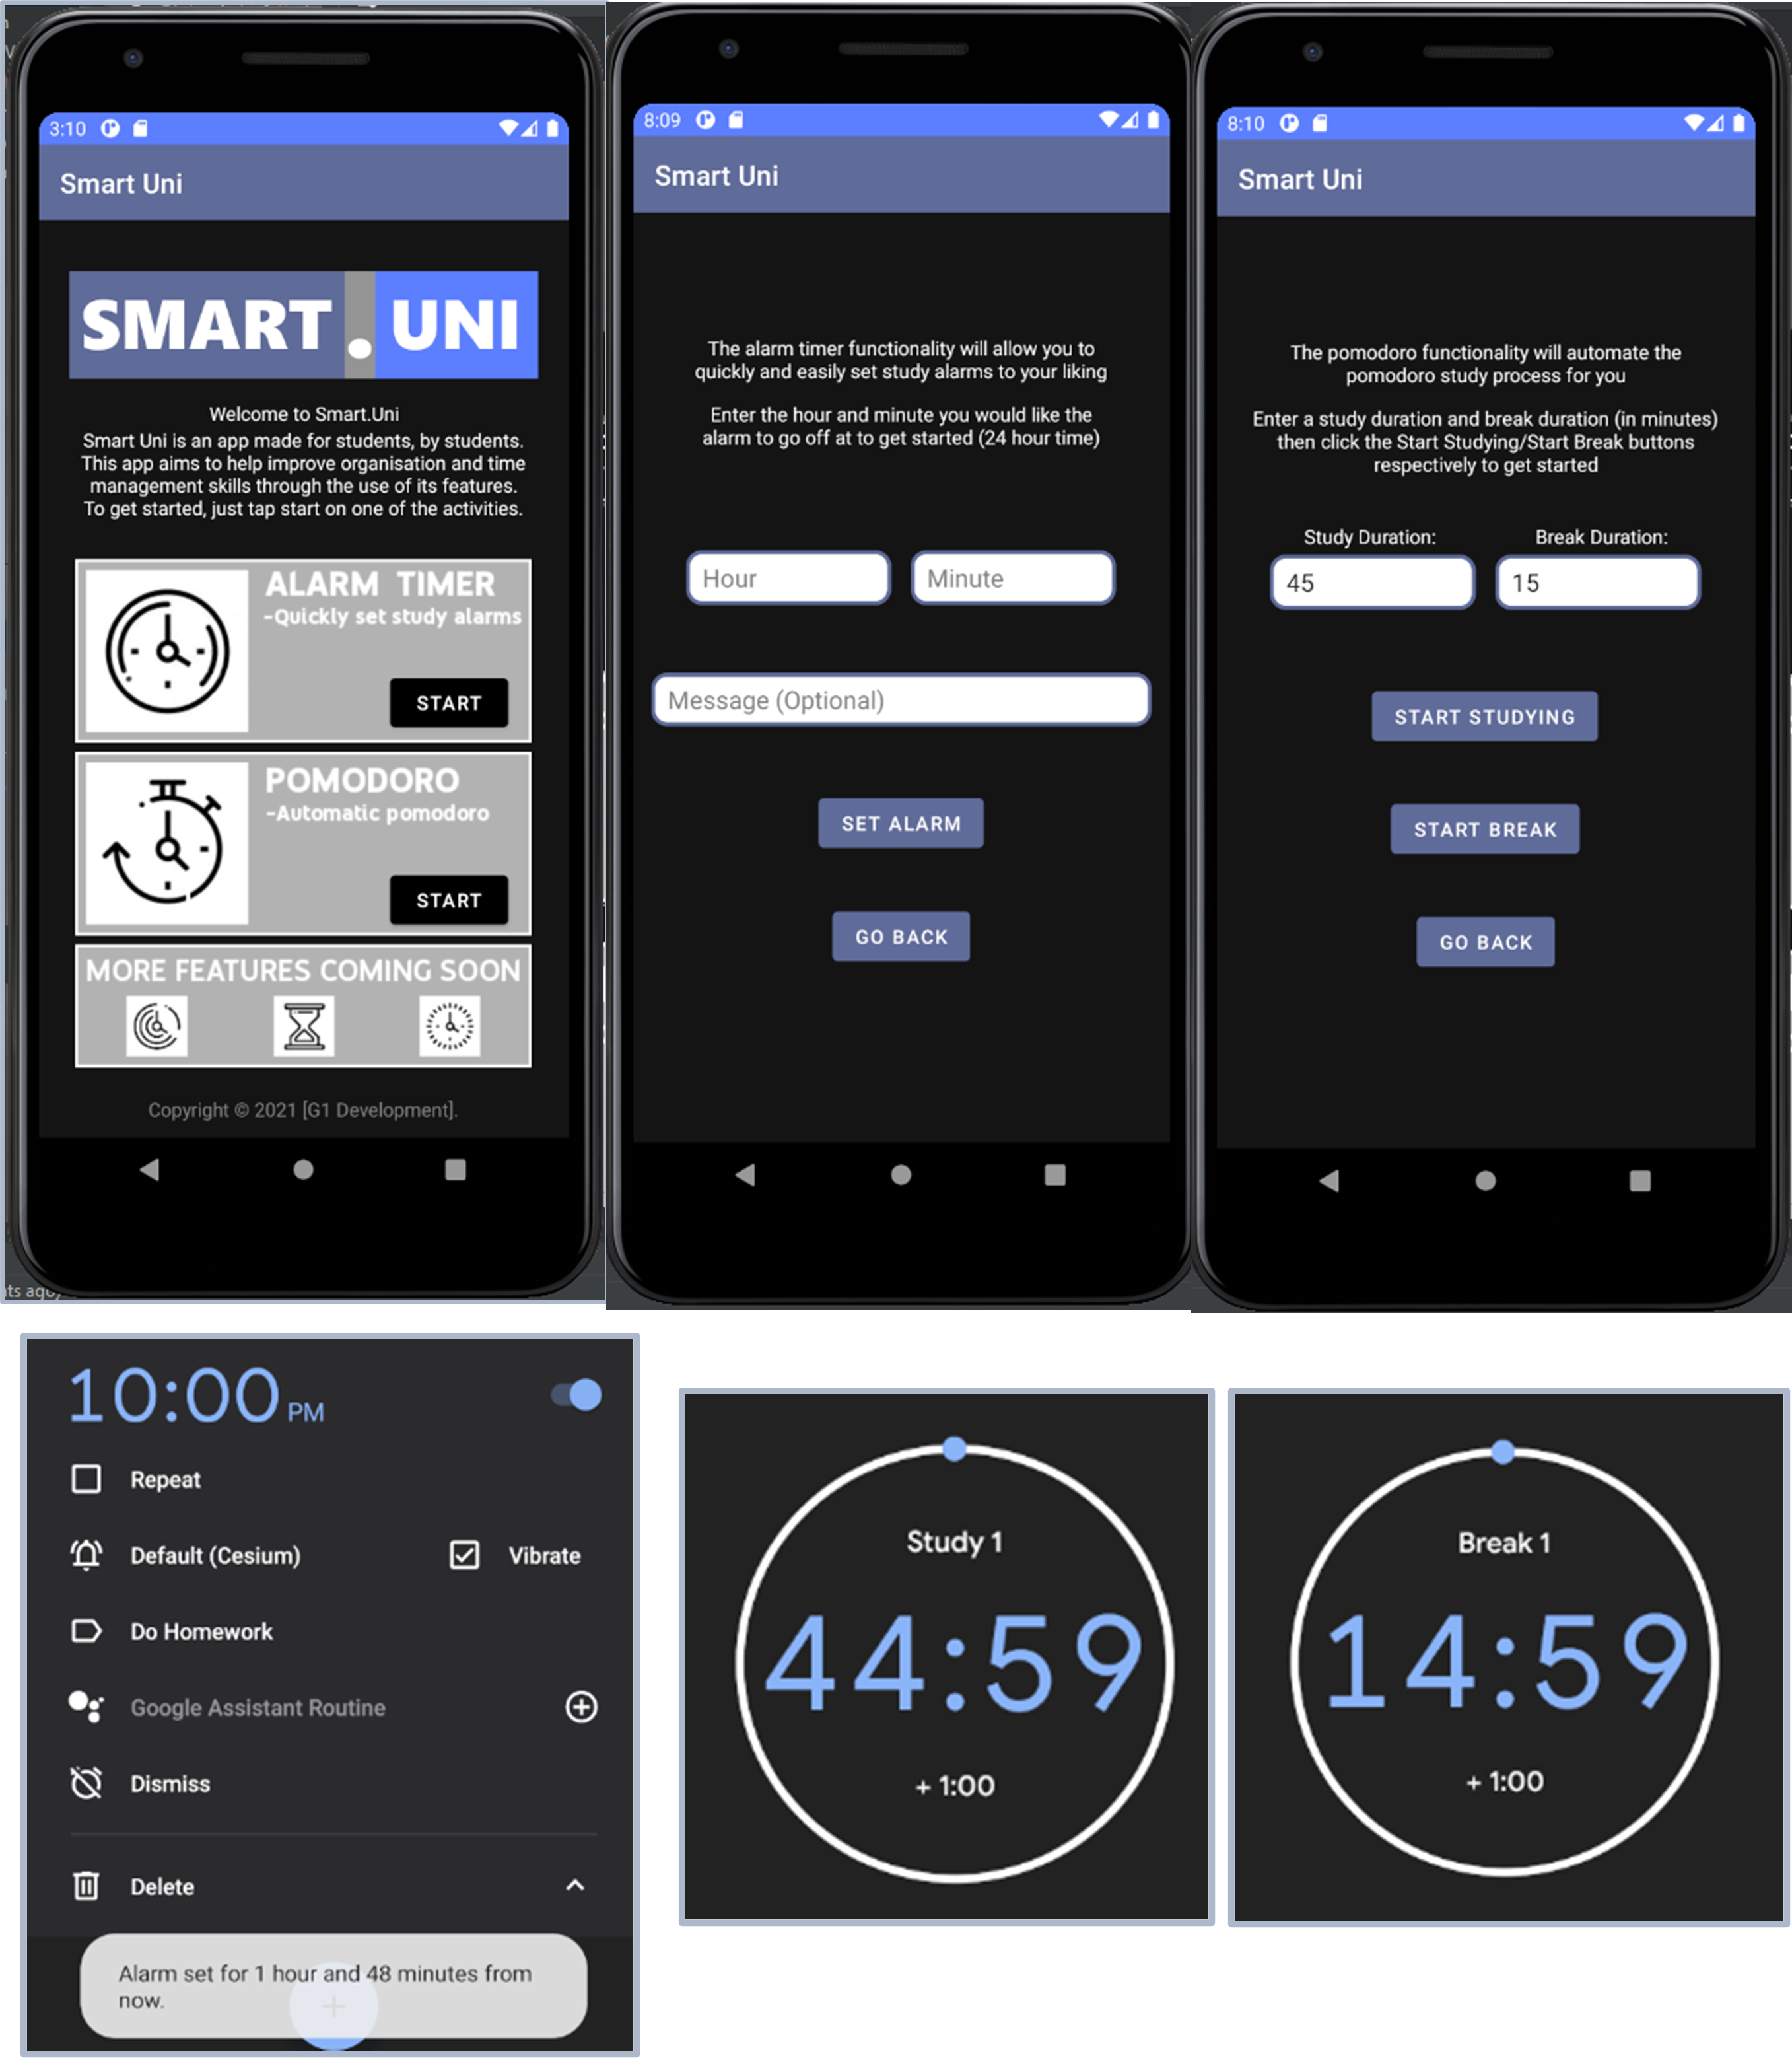 3:10
Smart Uni
SMART.UNI
Welcome to Smart.Uni
Smart Uni is an app made for students, by students.
This app aims to help improve organisation and time
management skills through the use of its features.
To get started, just tap start on one of the activities.
ALARM TIMER
-Quickly set study alarms
START
POMODORO
-Automatic pomodoro
START
MORE FEATURES COMING SOON
Copyright © 2021 [G1 Development].
8:09
Smart Uni
The alarm timer functionality will allow you to
quickly and easily set study alarms to your liking
Enter the hour and minute you would like the
alarm to go off at to get started (24 hour time)
Hour
Minute
Message (Optional)
SET ALARM
GO BACK
8:10
Smart Uni
The pomodoro functionality will automate the
pomodoro study process for you
Enter a study duration and break duration (in minutes)
then click the Start Studying/Start Break buttons
respectively to get started
Study Duration:
Break Duration:
45
15
START STUDYING
START BREAK
GO BACK
10:00 PM
Repeat
Default (Cesium)
Vibrate
Do Homework
Google Assistant Routine
Dismiss
Delete
Alarm set for 1 hour and 48 minutes from
now.
Study 1
44:59
+ 1:00
Break 1
14:59
+ 1:00